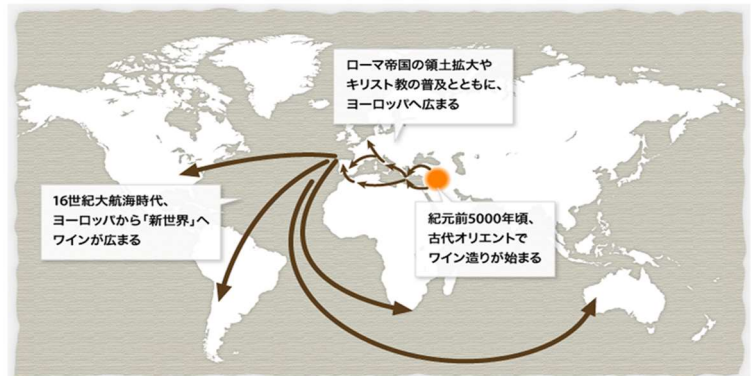 ローマ帝国の領土拡大や
キリスト教の普及とともに、
ヨーロッパへ広まる
16世紀大航海時代、
ヨーロッパから「新世界」へ
ワインが広まる
紀元前5000年頃、
古代オリエントで
ワイン造りが始まる